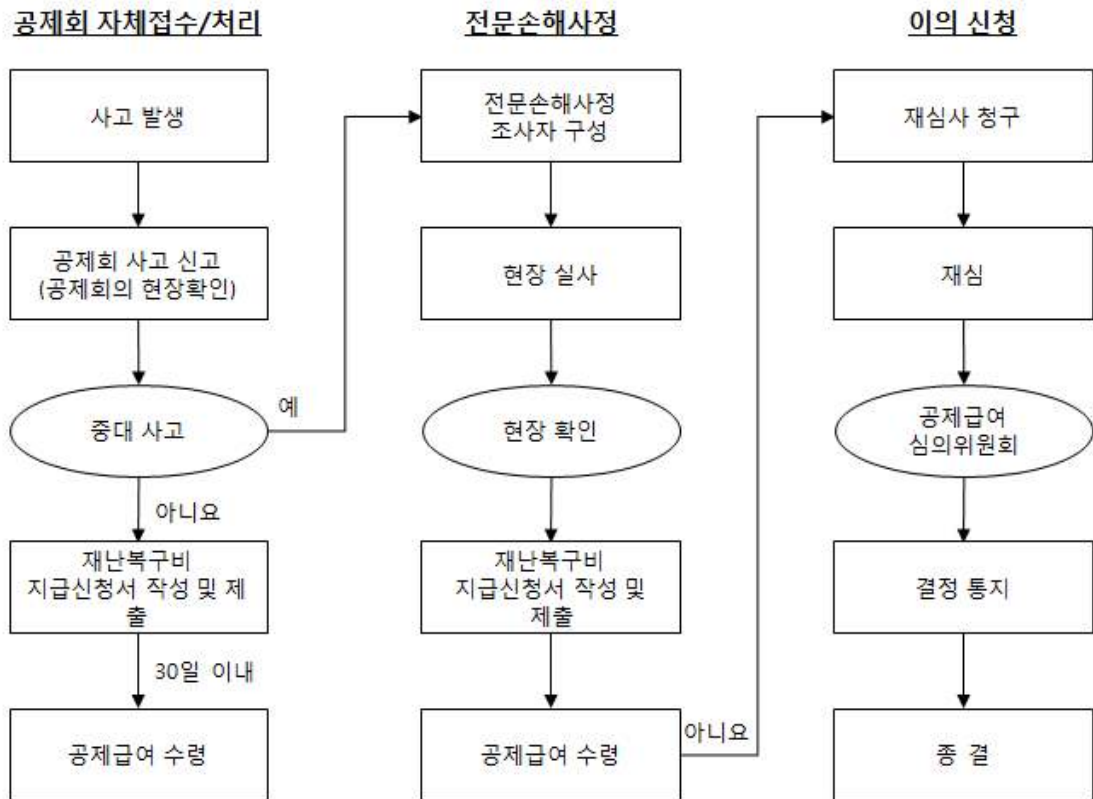 공제회 자체접수/처리
사고 발생
공제회 사고 신고
(공제회의 현장확인)
중대 사고
예
아니요
재난복구비
지급신청서 작성 및 제
출
30일 이내
공제급여 수령
전문손해사정
전문손해사정
조사자 구성
현장 실사
현장 확인
재난복구비
지급신청서 작성 및
제출
공제급여 수령
아니요
이의 신청
재심사 청구
재심
공제급여
심의위원회
결정 통지
종 결